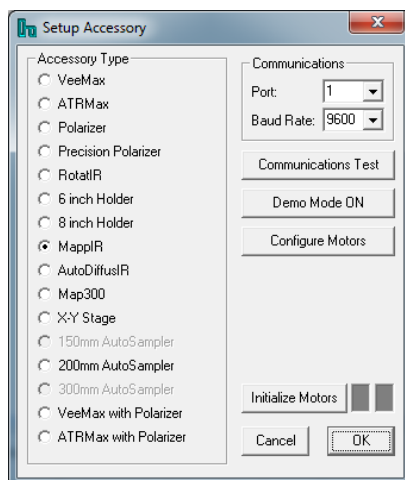 Setup Accessory
Accessory Type
VeeMax
ATRMax
Polarizer
Precision Polarizer
RotatIR
6 inch Holder
8 inch Holder
MappIR
AutoDiffusIR
Map300
X-Y Stage
150mm AutoSampler
200mm AutoSampler
300mm AutoSampler
VeeMax with Polarizer
ATRMax with Polarizer
Communications
Port: 1
Baud Rate: 9600
Communications Test
Demo Mode ON
Configure Motors
Initialize Motors
Cancel OK